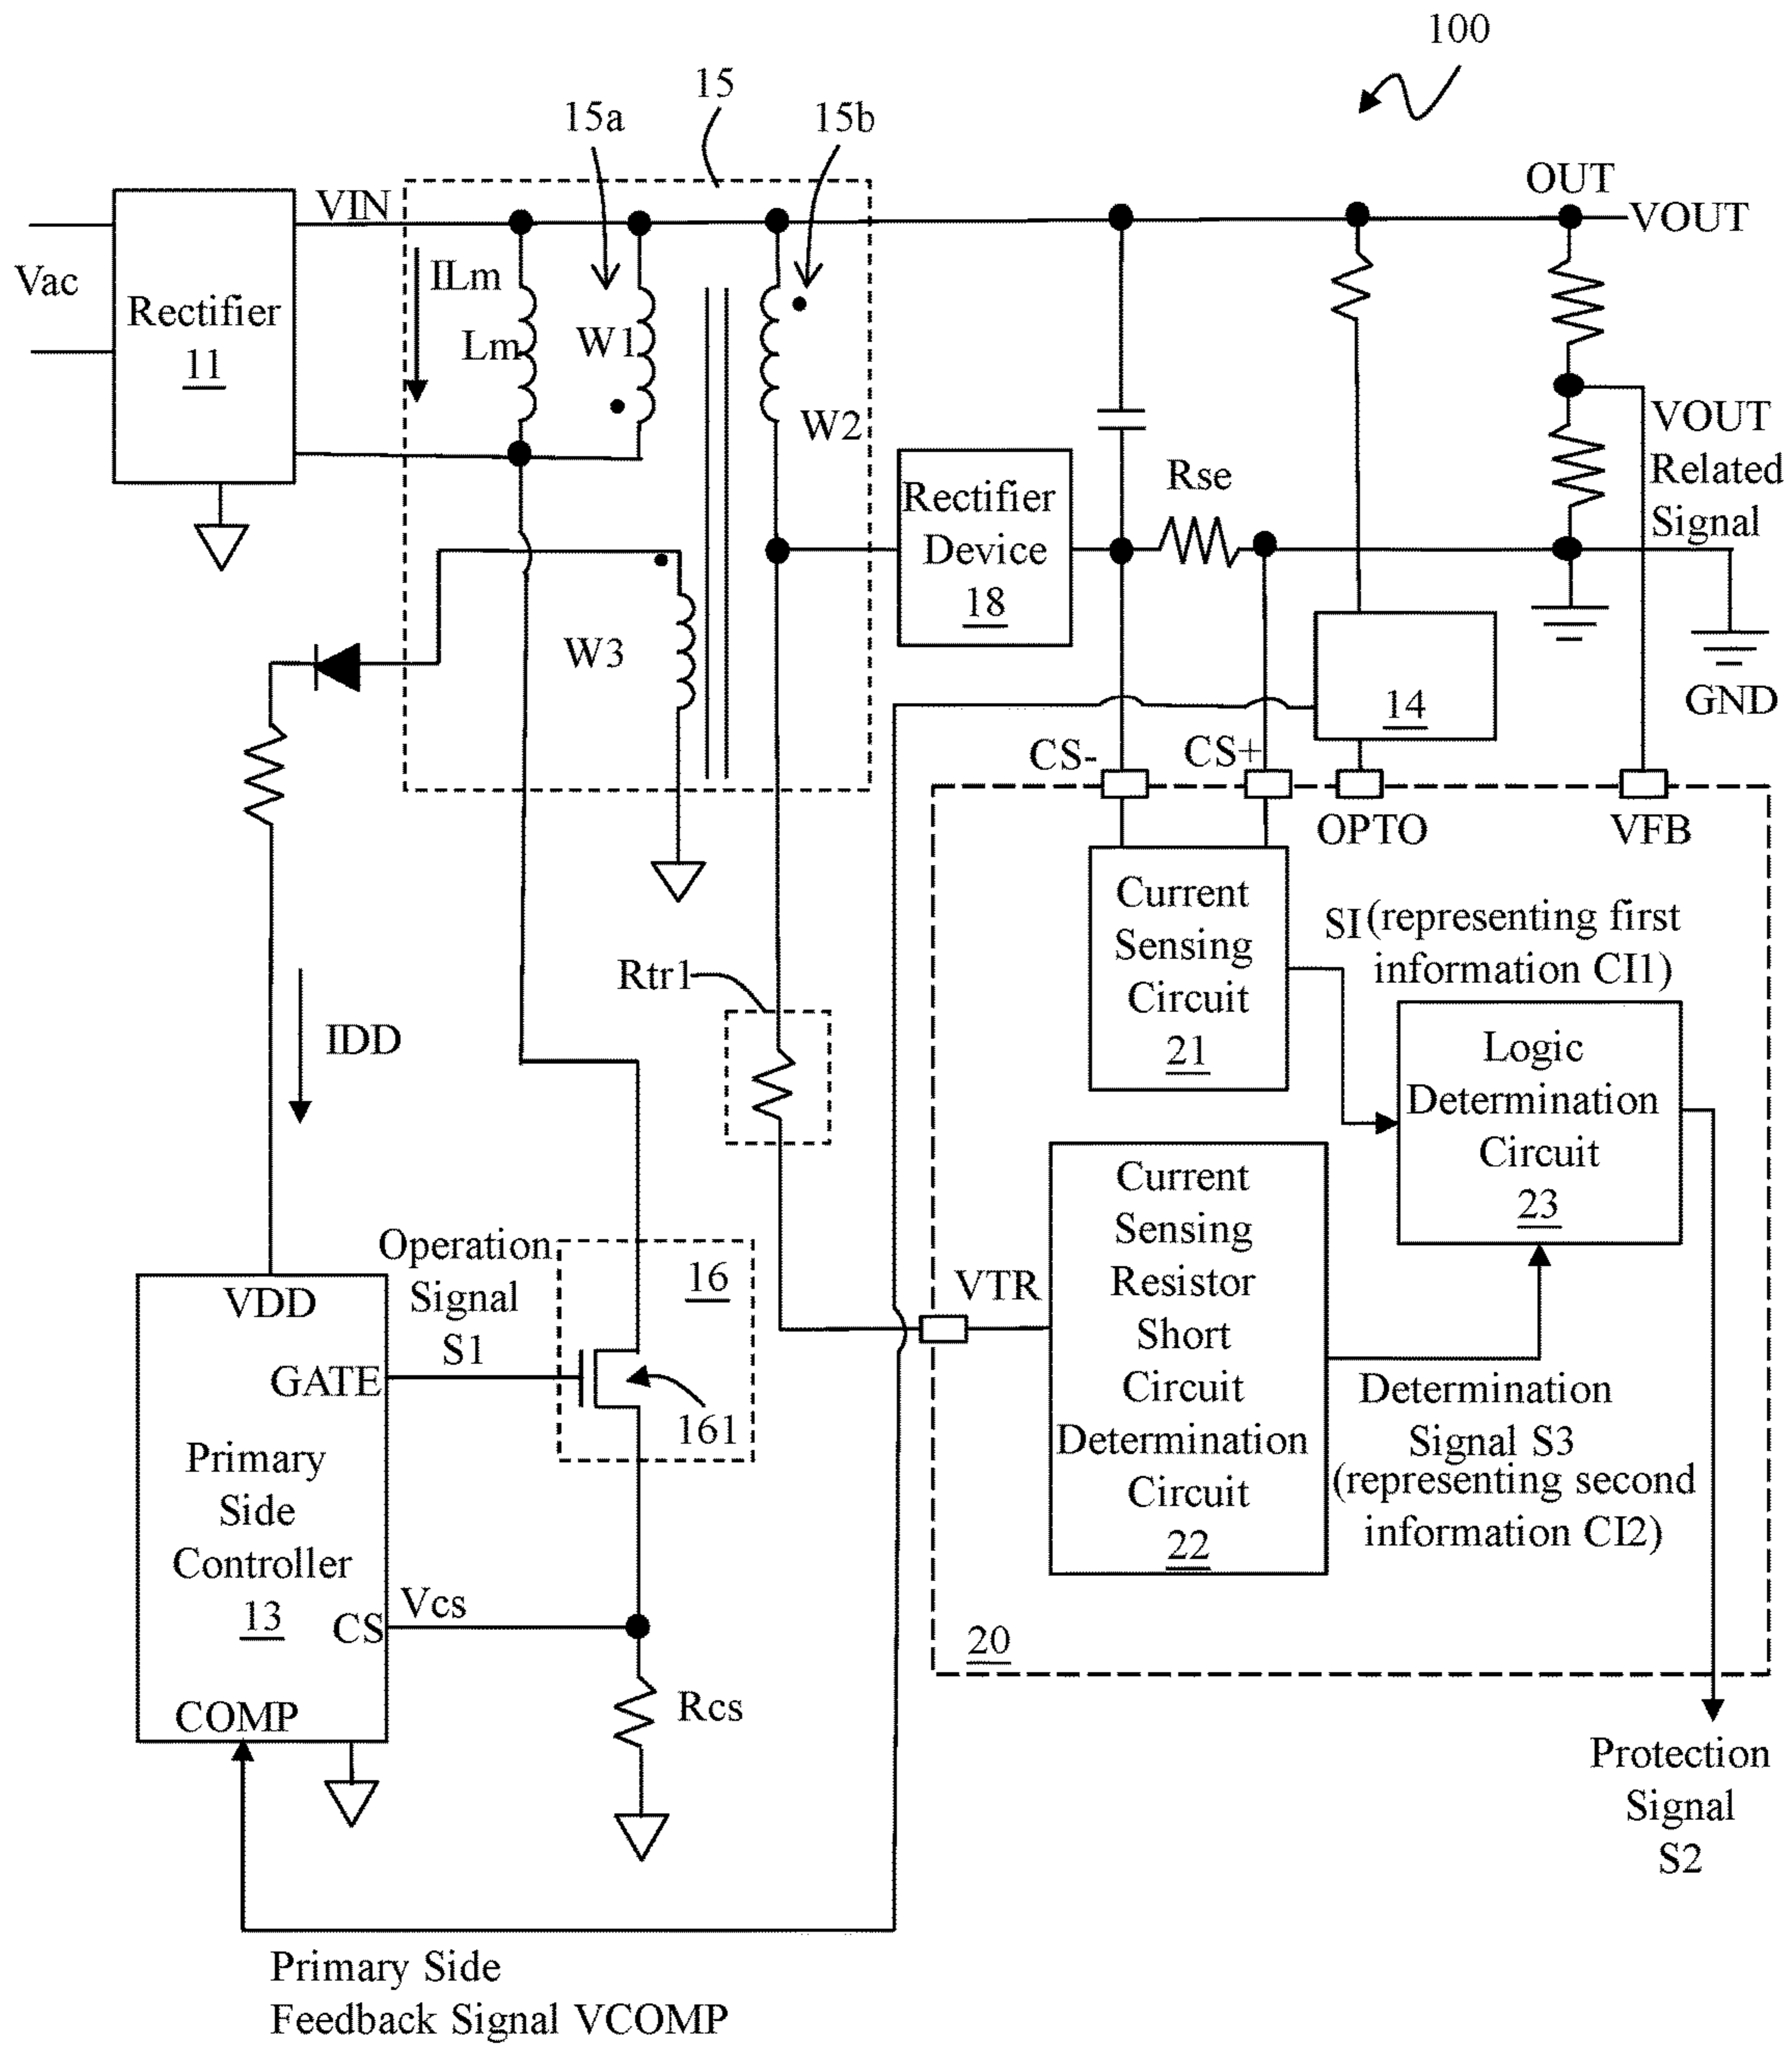 100
15
15a
15b
OUT
VIN
VOUT
Vac
ILm
Rectifier
11
Lm
W1
W2
VOUT
Related
Signal
Rse
Rectifier
Device
18
W3
14
GND
CS-
CS+
OPTO
VFB
Current
Sensing
Circuit
21
SI (representing first
information CI1)
Rtr1
IDD
Logic
Determination
Circuit
23
Current
Sensing
Resistor
Short
Circuit
Determination
Circuit
22
VTR
Operation
Signal
S1
16
161
VDD
GATE
Primary
Side
Controller
13
CS
COMP
Vcs
Rcs
Determination
Signal S3
(representing second
information CI2)
20
Protection
Signal
S2
Primary Side
Feedback Signal VCOMP